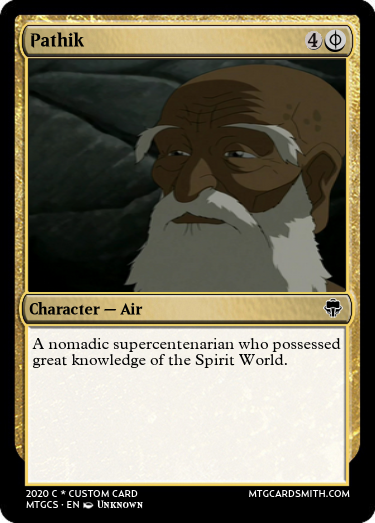 Pathik 4
Character — Air
A nomadic supercentenarian who possessed
great knowledge of the Spirit World.
2020 C * CUSTOM CARD MTGCARDSMITH.COM
MTGCS · EN UNKNOWN